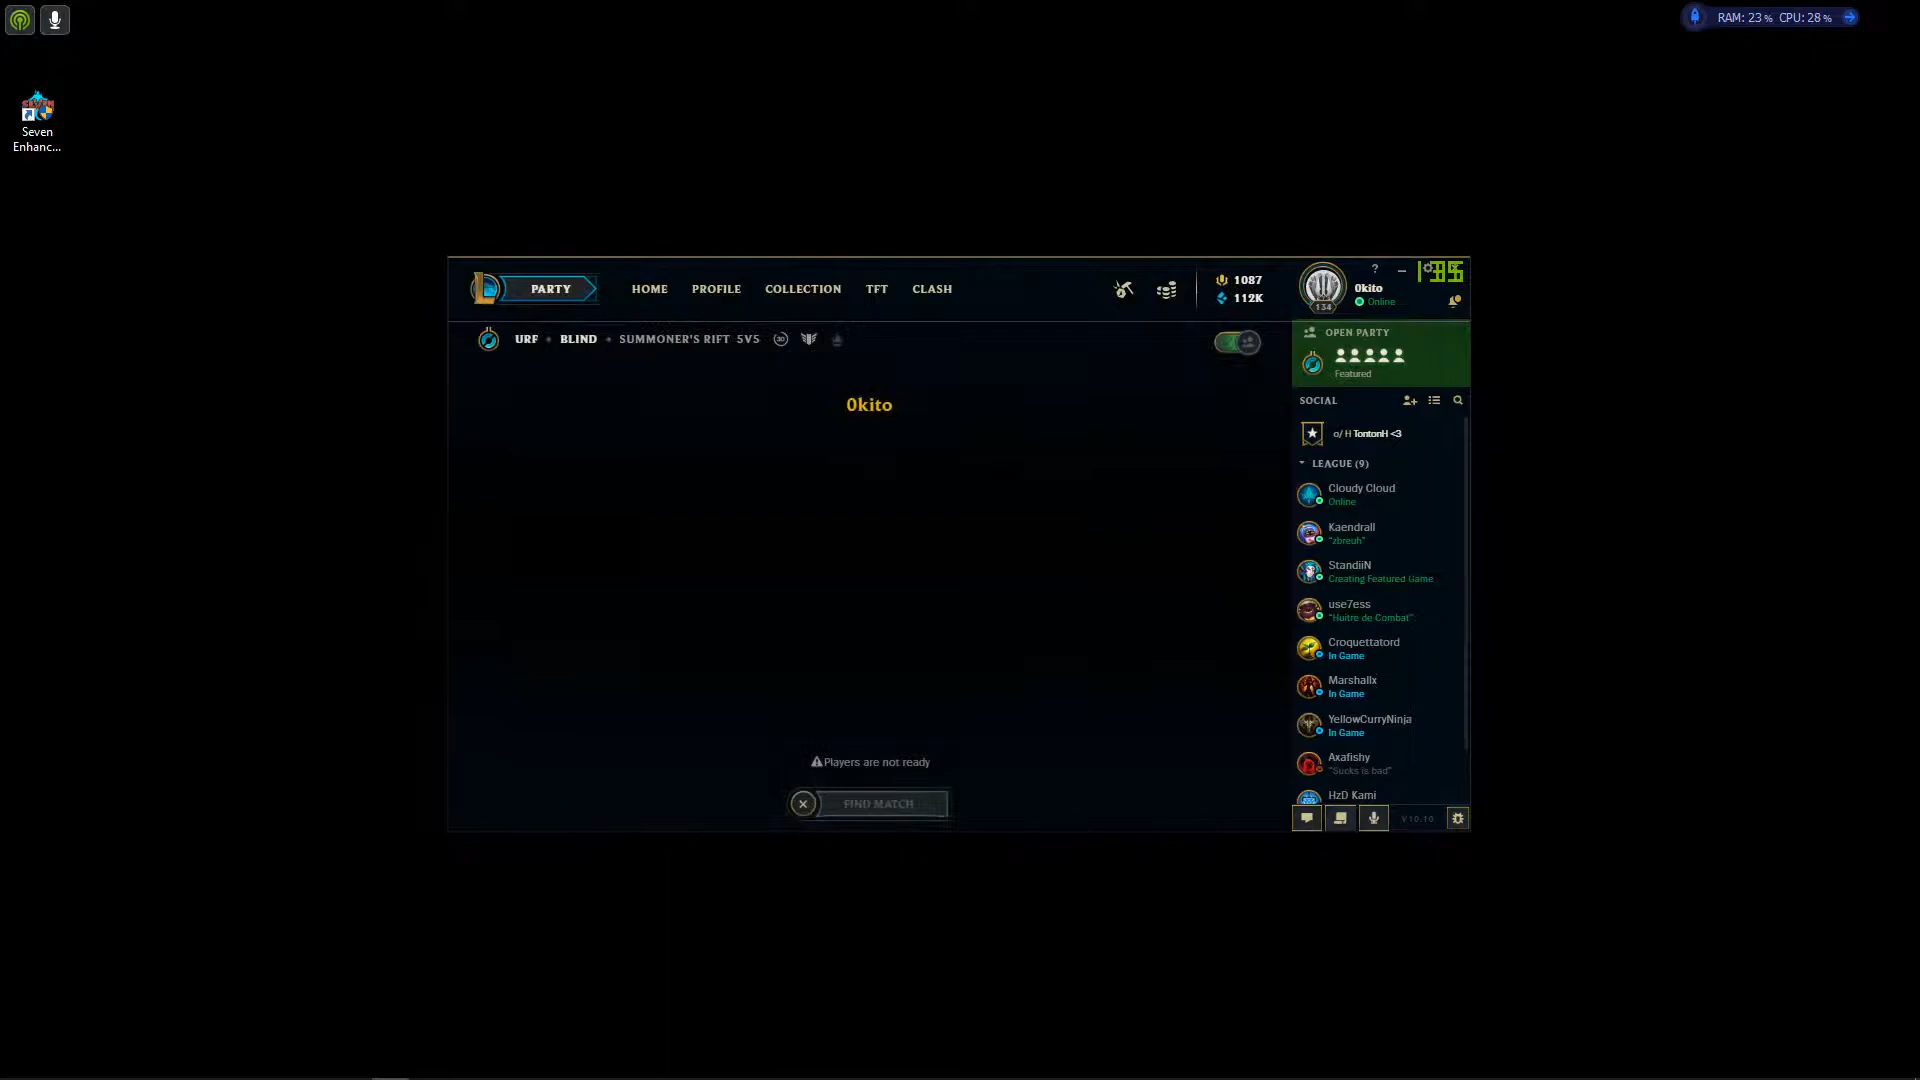 RAM: 23 % CPU: 28 %
Seven
Enhanc...
PARTY
HOME
PROFILE
COLLECTION
TFT
CLASH
1087
112K
134
?
0kito
Online
195
URF • BLIND • SUMMONER'S RIFT 5V5
30
OPEN PARTY
Featured
0kito
SOCIAL
o/ H TontonH <3
LEAGUE (9)
Cloudy Cloud
Online
Kaendrall
"zbreuh"
StandiiN
Creating Featured Game
use7ess
"Huitre de Combat"
Croquettatord
In Game
Marshallx
In Game
YellowCurryNinja
In Game
Axafishy
"Sucks is bad"
HzD Kami
Players are not ready
FIND MATCH
V10.10